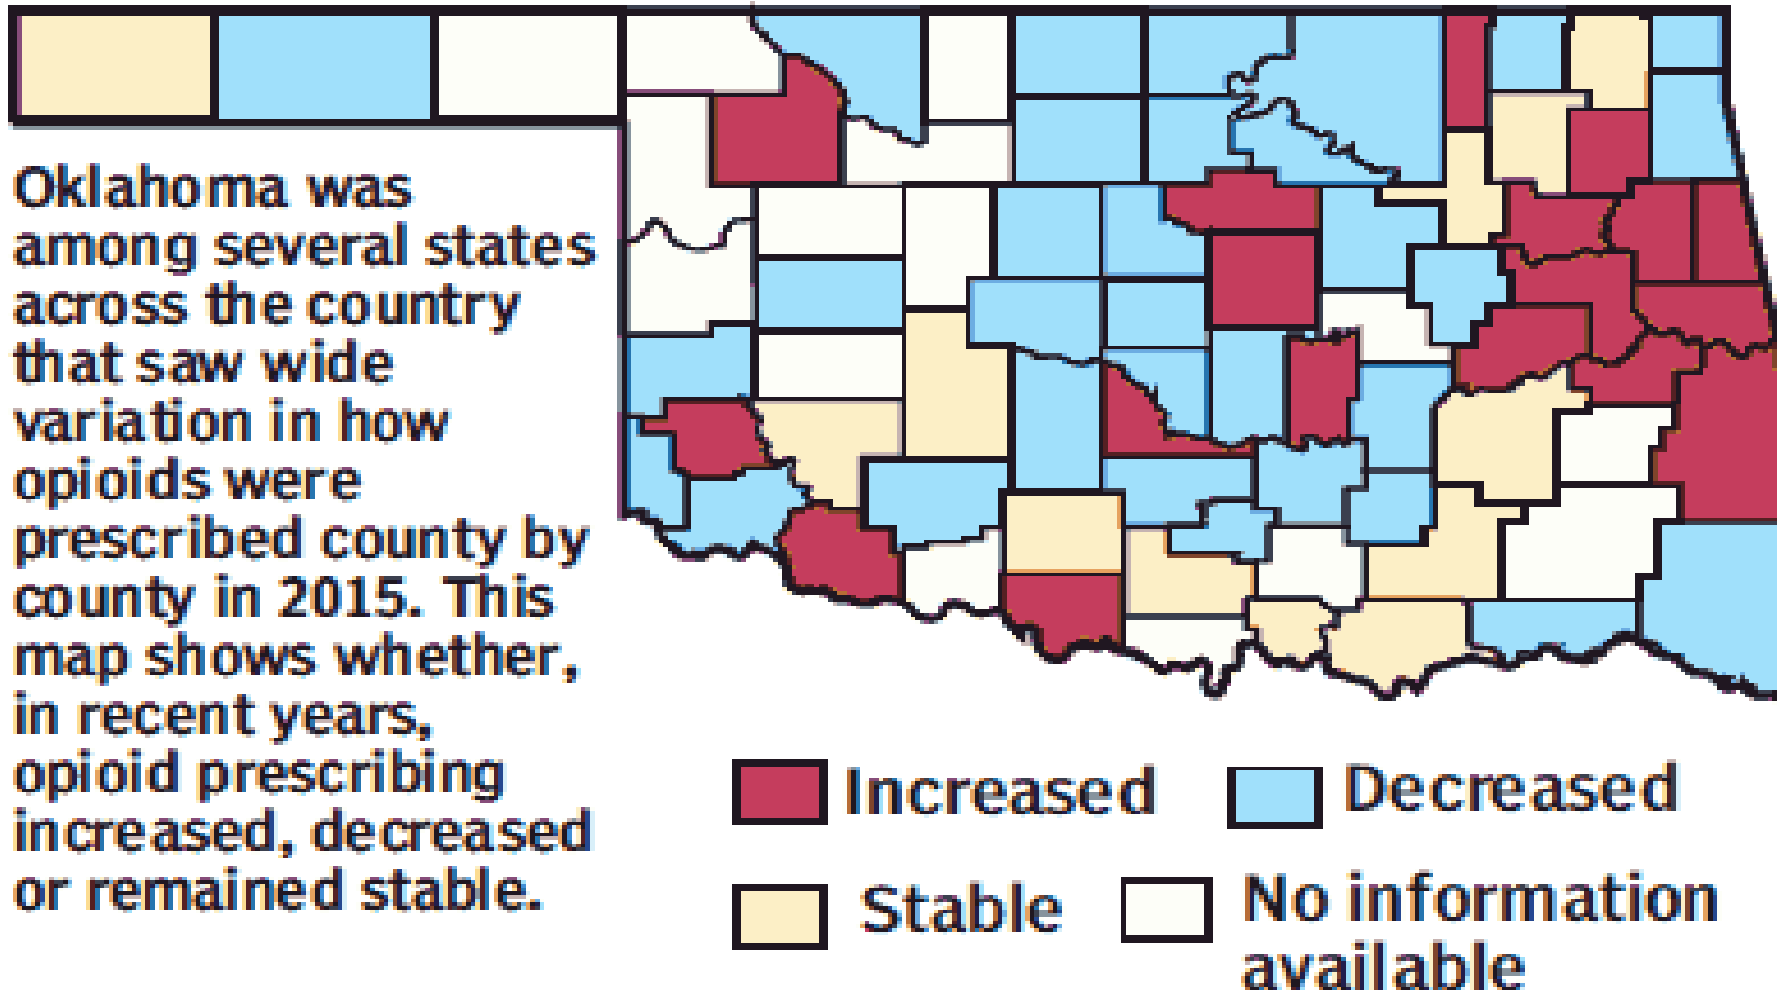 Oklahoma was
among several states
across the country
that saw wide
variation in how
opioids were
prescribed county by
county in 2015. This
map shows whether,
in recent years,
opioid prescribing
increased, decreased
or remained stable.
Increased
Decreased
Stable
No information
available